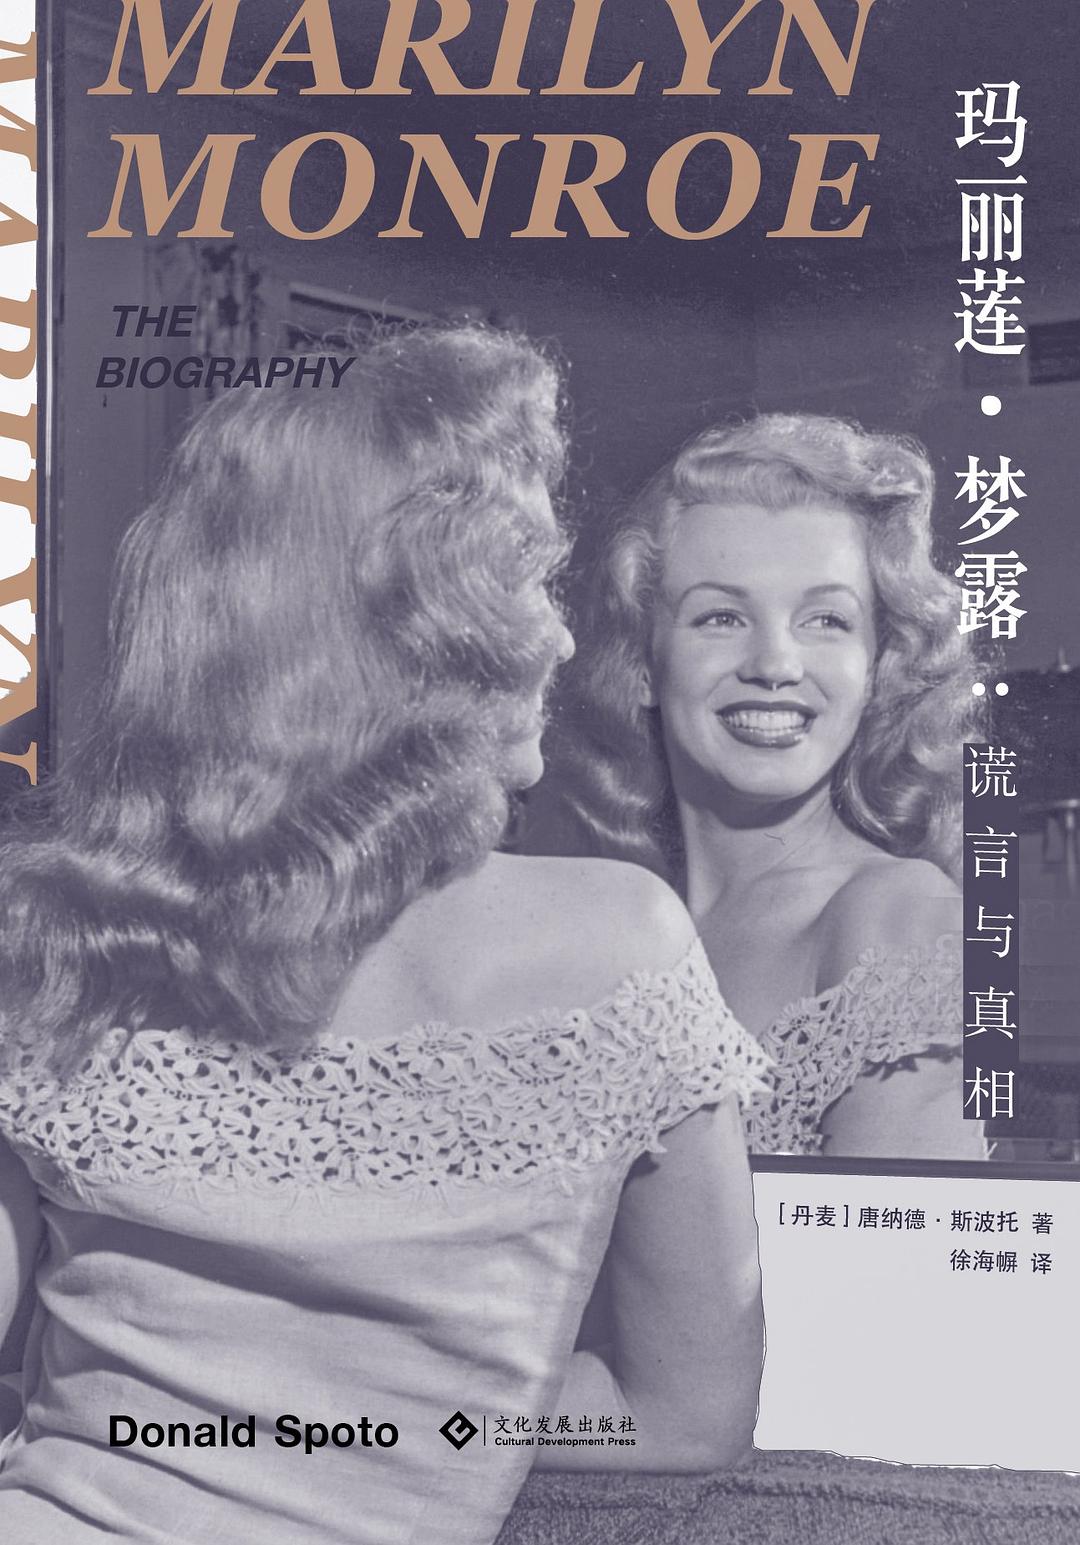 MARILYN
MONROE
THE
BIOGRAPHY
玛丽莲·梦露：
谎言与真相
[丹麦]唐纳德·斯波托 著
徐海幈 译
Donald Spoto
文化发展出版社
Cultural Development Press
MARILYN